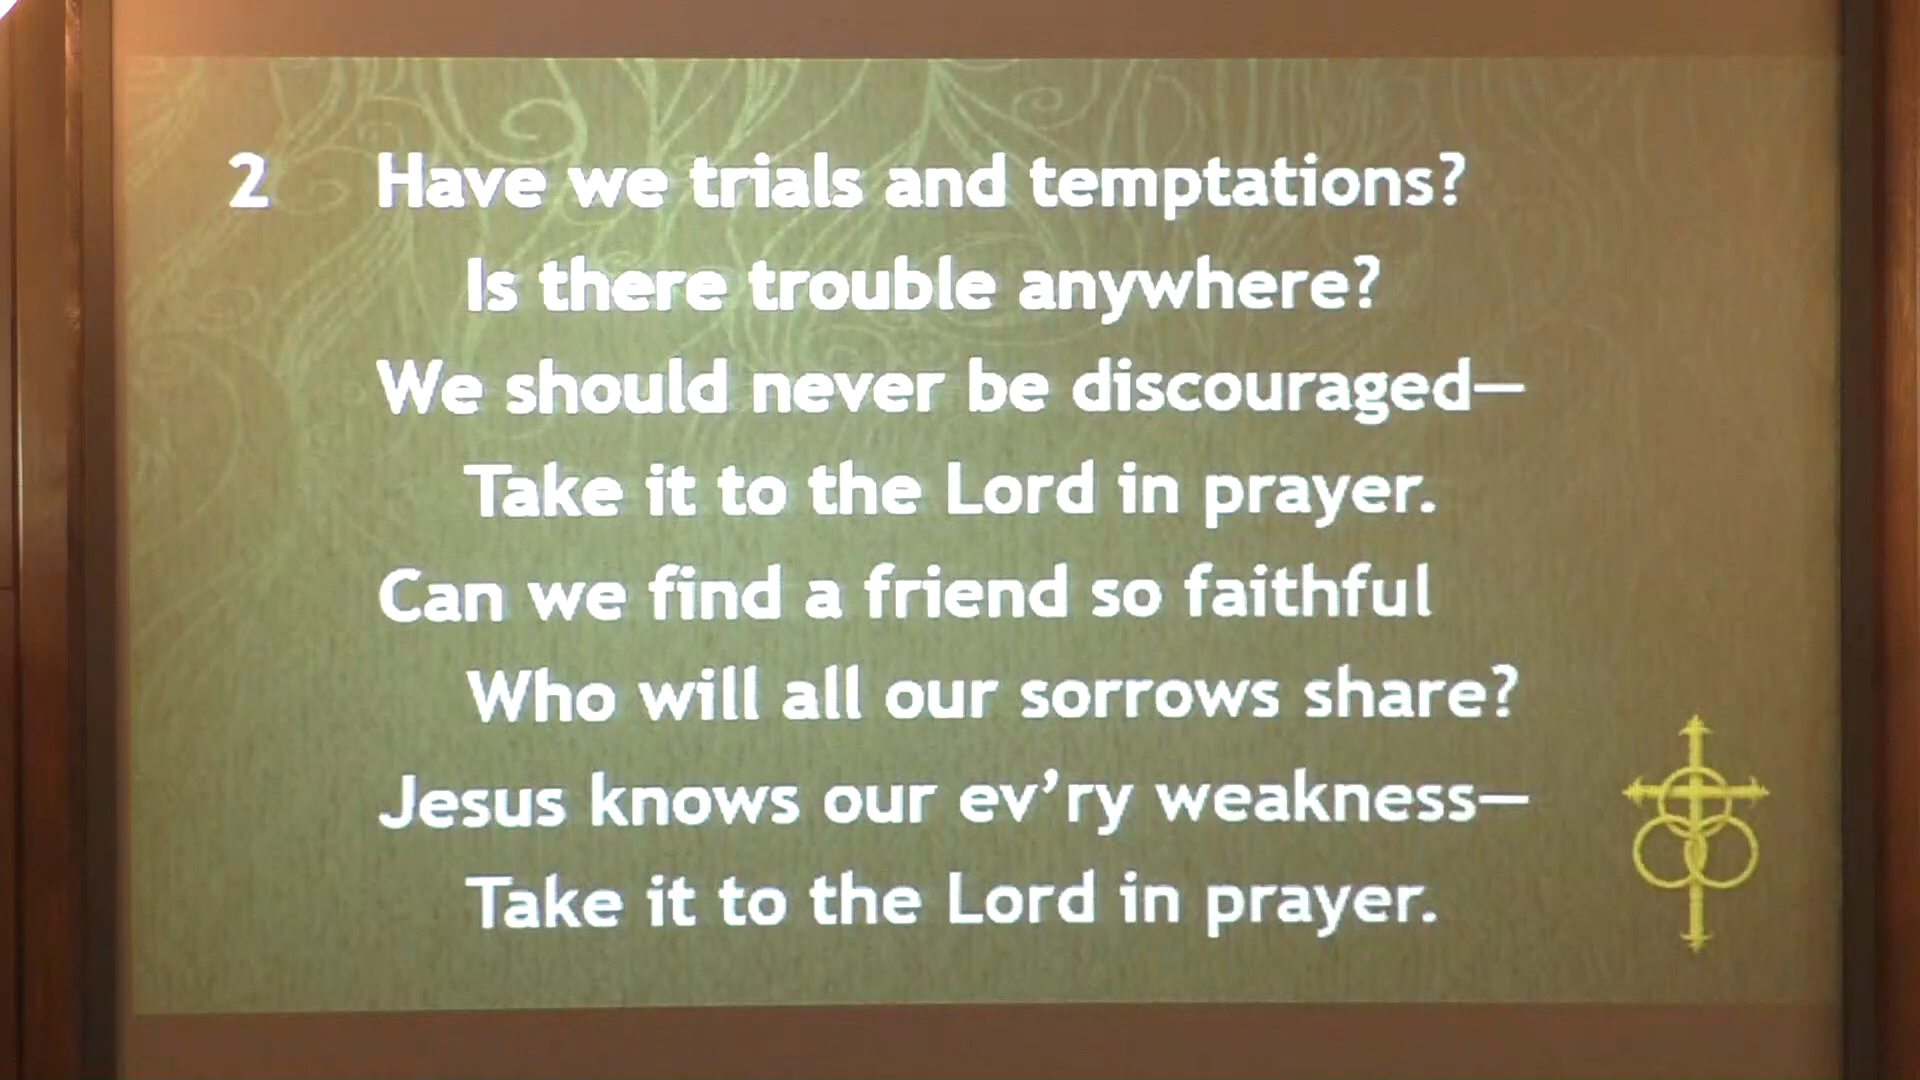 2 Have we trials and temptations?
Is there trouble anywhere?
We should never be discouraged—
Take it to the Lord in prayer.
Can we find a friend so faithful
Who will all our sorrows share?
Jesus knows our ev’ry weakness—
Take it to the Lord in prayer.